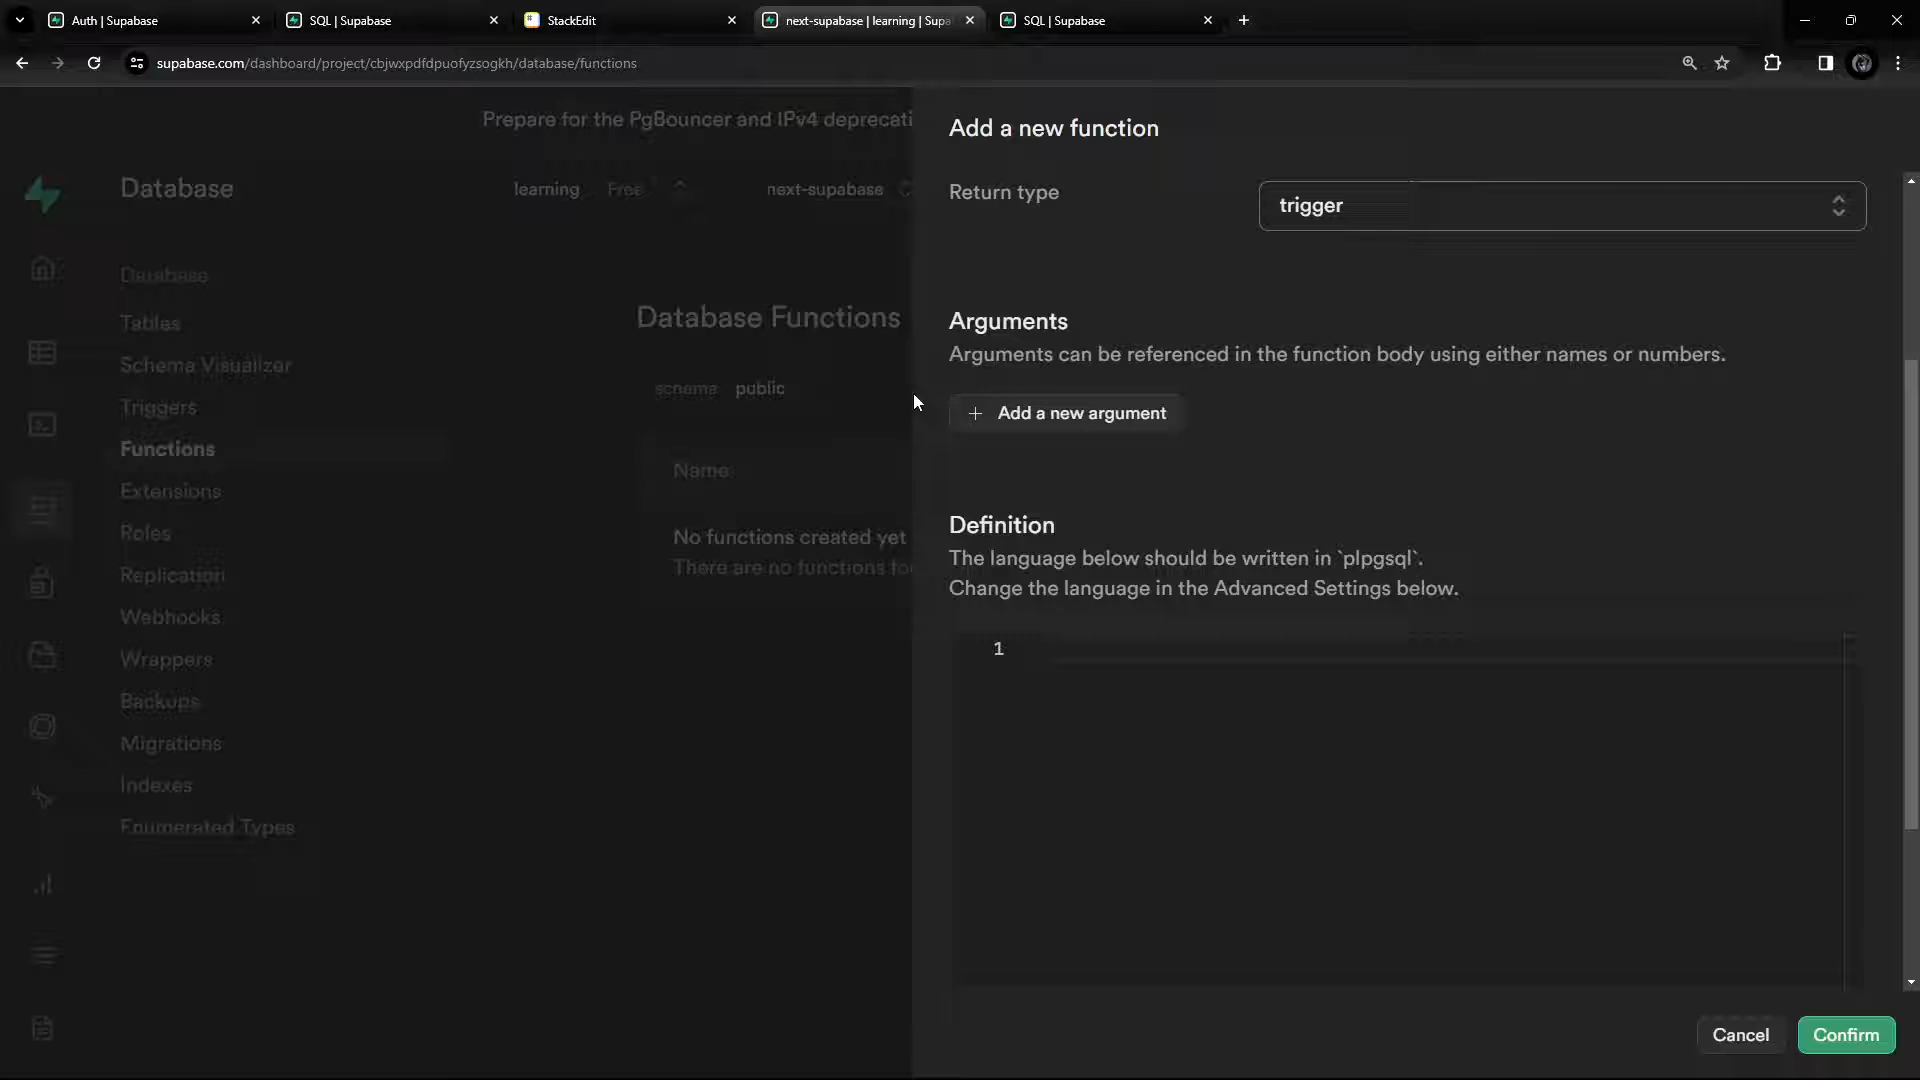 Auth | Supabase
SQL | Supabase
StackEdit
next-supabase | learning | Supa
SQL | Supabase
supabase.com/dashboard/project/cbjwxpdfdpuofyzsogkh/database/functions
Prepare for the PgBouncer and IPv4 deprecati
Add a new function
Database
learning
Free
next-supabase
Return type
trigger
Database
Tables
Schema Visualizer
Triggers
Functions
Extensions
Roles
Replication
Webhooks
Wrappers
Backups
Migrations
Indexes
Enumerated Types
Database Functions
schema public
Name
No functions created yet
There are no functions fo
Arguments
Arguments can be referenced in the function body using either names or numbers.
Add a new argument
Definition
The language below should be written in `plpgsql`.
Change the language in the Advanced Settings below.
1
Cancel
Confirm